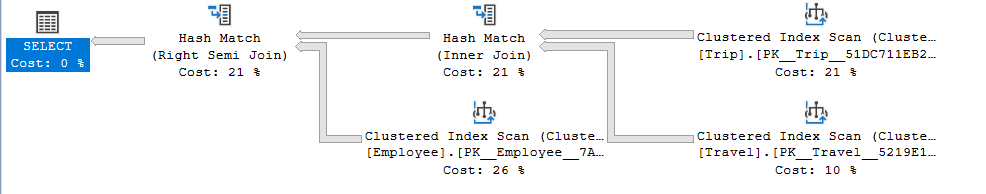 SELECT
Cost: 0 %
Hash Match
(Right Semi Join)
Cost: 21 %
Hash Match
(Inner Join)
Cost: 21 %
Clustered Index Scan (Cluste…
[Trip].[PK__Trip__51DC711EB2…
Cost: 21 %
Clustered Index Scan (Cluste…
[Employee].[PK__Employee__7A…
Cost: 26 %
Clustered Index Scan (Cluste…
[Travel].[PK__Travel__5219E1…
Cost: 10 %